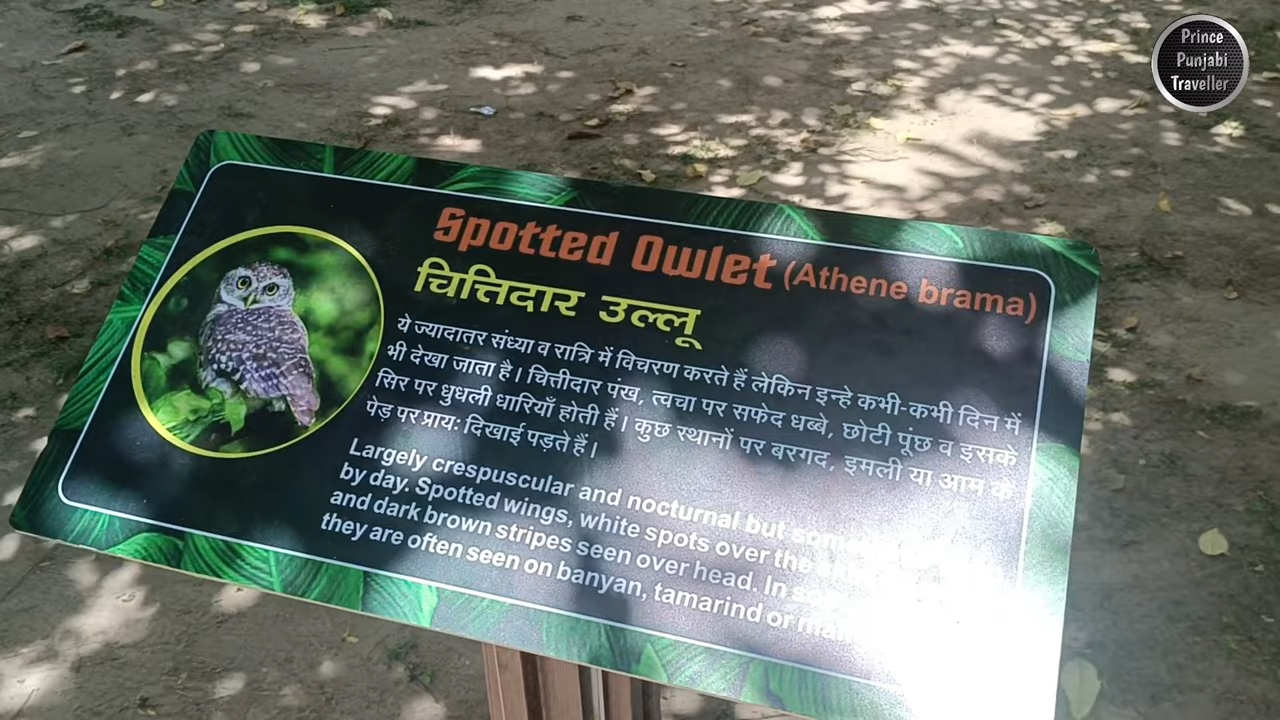 Prince
Punjabi
Traveller
Spotted Owlet (Athene brama)
चित्तिदार उल्लू
ये ज्यादातर संध्या व रात्रि में विचरण करते हैं लेकिन इन्हे कभी-कभी दिन में
भी देखा जाता है। चित्तीदार पंख, त्वचा पर सफेद धब्बे, छोटी पूंछ व इसके
सिर पर धुधली धारियाँ होती हैं। कुछ स्थानों पर बरगद, इमली या आम के
पेड़ पर प्रायः दिखाई पड़ते हैं।
Largely crespuscular and nocturnal but
by day. Spotted wings, white spots over the
and dark brown stripes seen over head. In
they are often seen on banyan, tamarind or